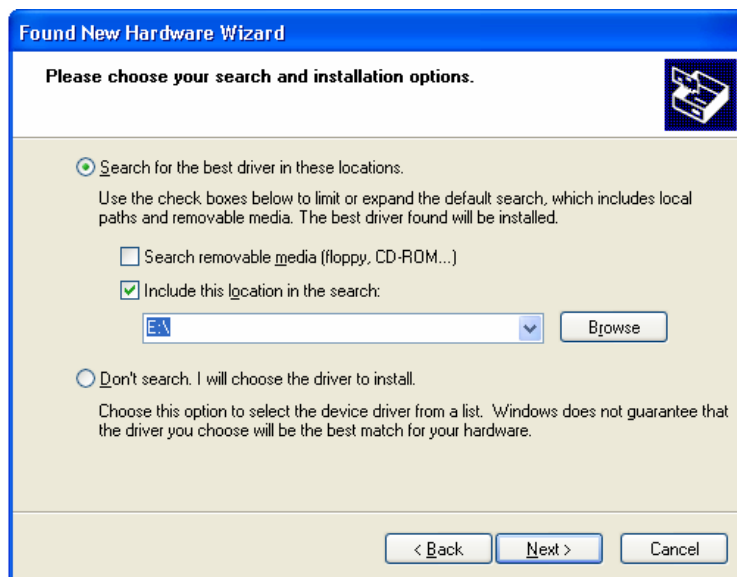 Found New Hardware Wizard
Please choose your search and installation options.
Search for the best driver in these locations.
Use the check boxes below to limit or expand the default search, which includes local
paths and removable media. The best driver found will be installed.
Search removable media (floppy, CD-ROM...)
Include this location in the search:
E:\
Browse
Don't search. I will choose the driver to install.
Choose this option to select the device driver from a list. Windows does not guarantee that
the driver you choose will be the best match for your hardware.
< Back
Next >
Cancel